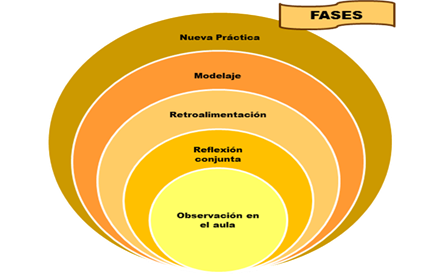 FASES
Nueva Práctica
Modelaje
Retroalimentación
Reflexión
conjunta
Observación en
el aula